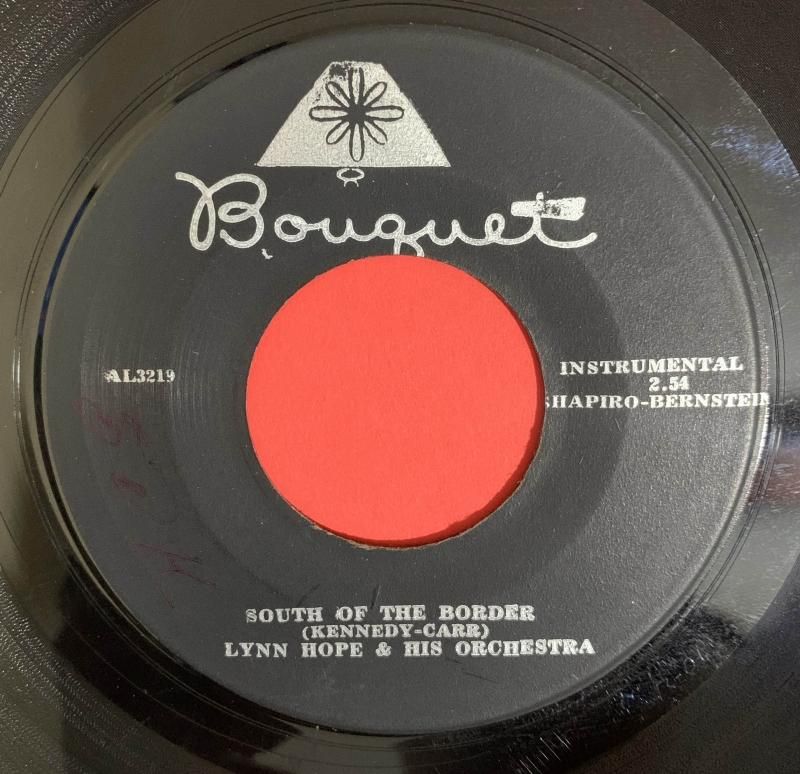 Bouquet
AL3219
INSTRUMENTAL
2.54
SHAPIRO-BERNSTEIN
SOUTH OF THE BORDER
(KENNEDY-CARR)
LYNN HOPE & HIS ORCHESTRA